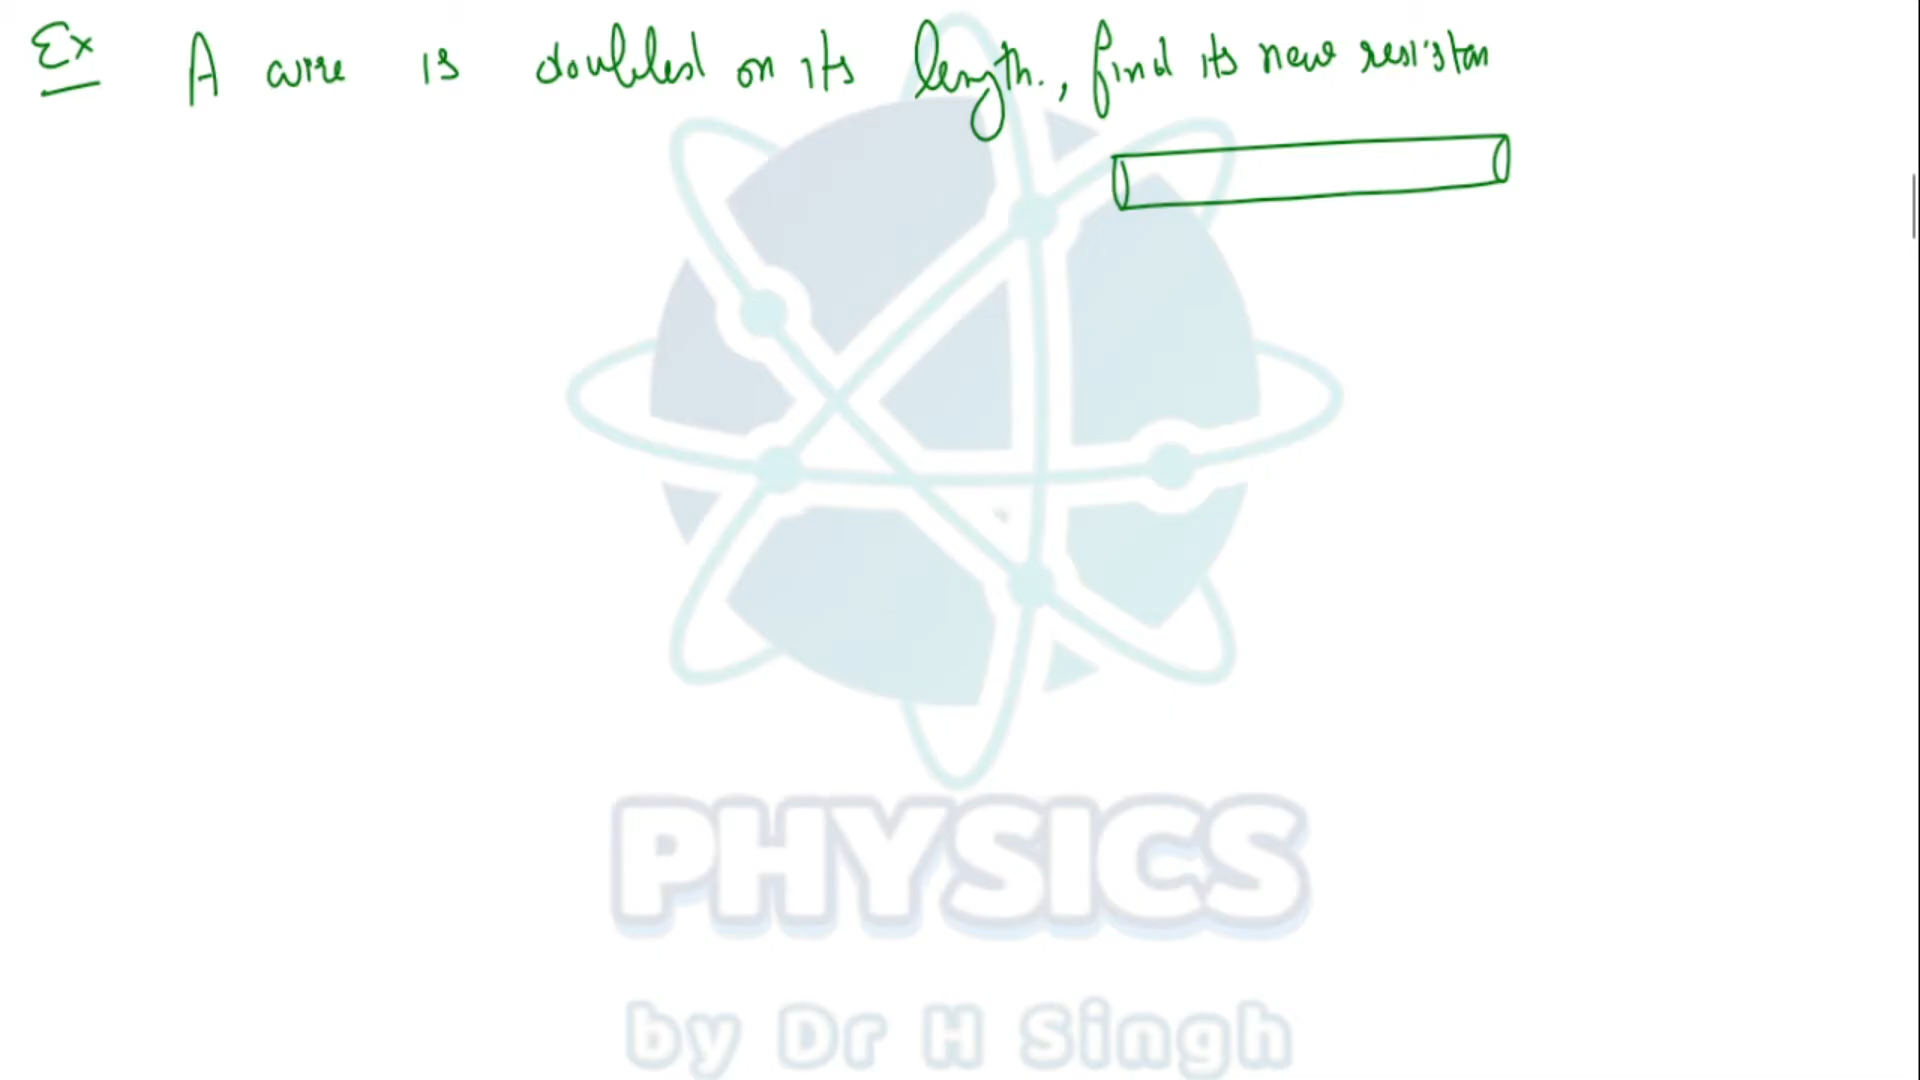 Ex A wire is doubled on its length., find its new resistan
PHYSICS
by Dr H Singh